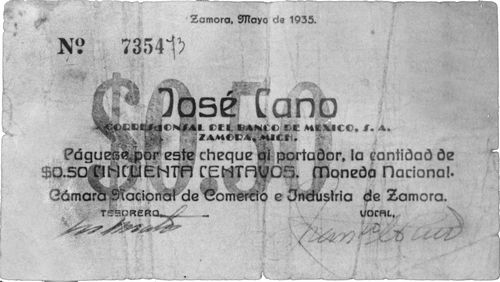 Zamora, Mayo de 1935.
Nº 735473
$0.50
José Cano
CORRESPONSAL DEL BANCO DE MEXICO, S. A.
ZAMORA, MICH.
Páguese por este cheque al portador, la cantidad de
$0.50 CINCUENTA CENTAVOS. Moneda Nacional.
Cámara Nacional de Comercio e Industria de Zamora.
TESORERO, VOCAL,